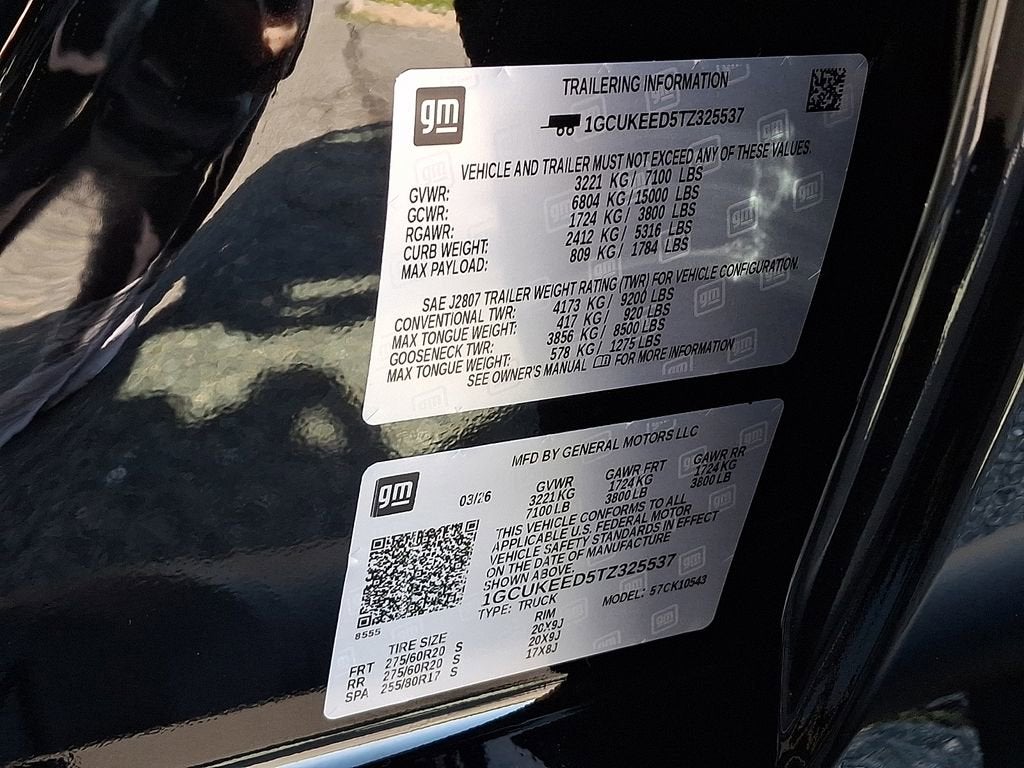 gm
TRAILERING INFORMATION
1GCUKEED5TZ325537
VEHICLE AND TRAILER MUST NOT EXCEED ANY OF THESE VALUES.
GVWR: 3221 KG / 7100 LBS
GCWR: 6804 KG / 15000 LBS
RGAWR: 1724 KG / 3800 LBS
CURB WEIGHT: 2412 KG / 5316 LBS
MAX PAYLOAD: 809 KG / 1784 LBS
SAE J2807 TRAILER WEIGHT RATING (TWR) FOR VEHICLE CONFIGURATION.
CONVENTIONAL TWR: 4173 KG / 9200 LBS
MAX TONGUE WEIGHT: 417 KG / 920 LBS
GOOSENECK TWR: 3856 KG / 8500 LBS
MAX TONGUE WEIGHT: 578 KG / 1275 LBS
SEE OWNER'S MANUAL FOR MORE INFORMATION
gm
MFD BY GENERAL MOTORS LLC
03/26
GVWR GAWR FRT GAWR RR
3221KG 1724KG 1724KG
7100 LB 3800 LB 3800 LB
THIS VEHICLE CONFORMS TO ALL
APPLICABLE U.S. FEDERAL MOTOR
VEHICLE SAFETY STANDARDS IN EFFECT
ON THE DATE OF MANUFACTURE
SHOWN ABOVE.
1GCUKEED5TZ325537
TYPE: TRUCK MODEL: 57CK10543
8555
TIRE SIZE RIM
FRT 275/60R20 S 20X9J
RR 275/60R20 S 20X9J
SPA 255/80R17 S 17X8J